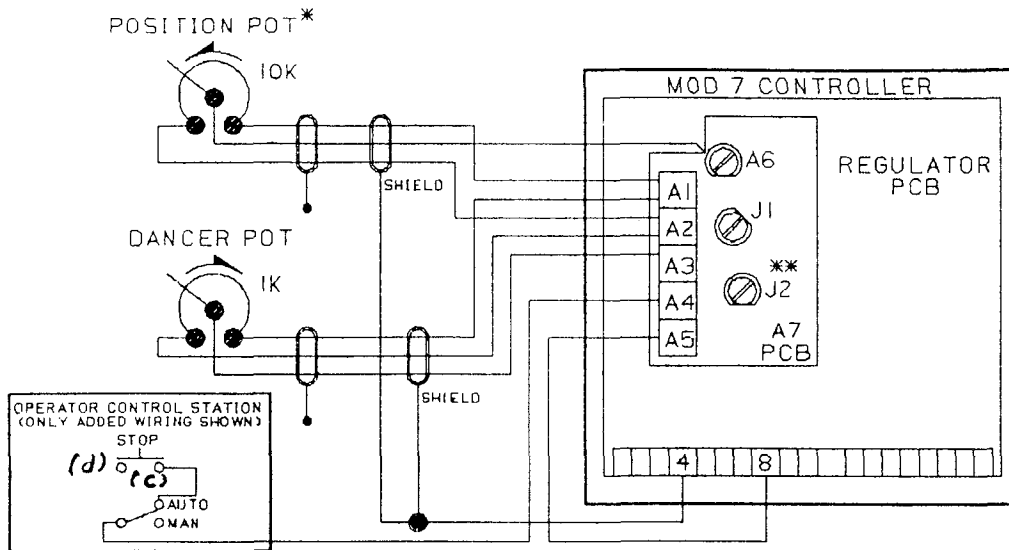 POSITION POT*
10K
MOD 7 CONTROLLER
A6
REGULATOR
PCB
SHIELD
A1
J1
A2
DANCER POT
A3
**
1K
J2
A4
A7
PCB
A5
SHIELD
OPERATOR CONTROL STATION
(ONLY ADDED WIRING SHOWN)
STOP
(d)
(c)
4
8
AUTO
MAN